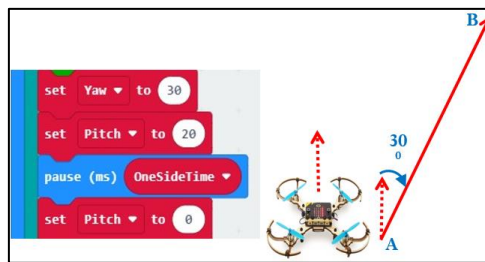 set Yaw to 30
set Pitch to 20
pause (ms) OneSideTime
set Pitch to 0
B
30
0
A